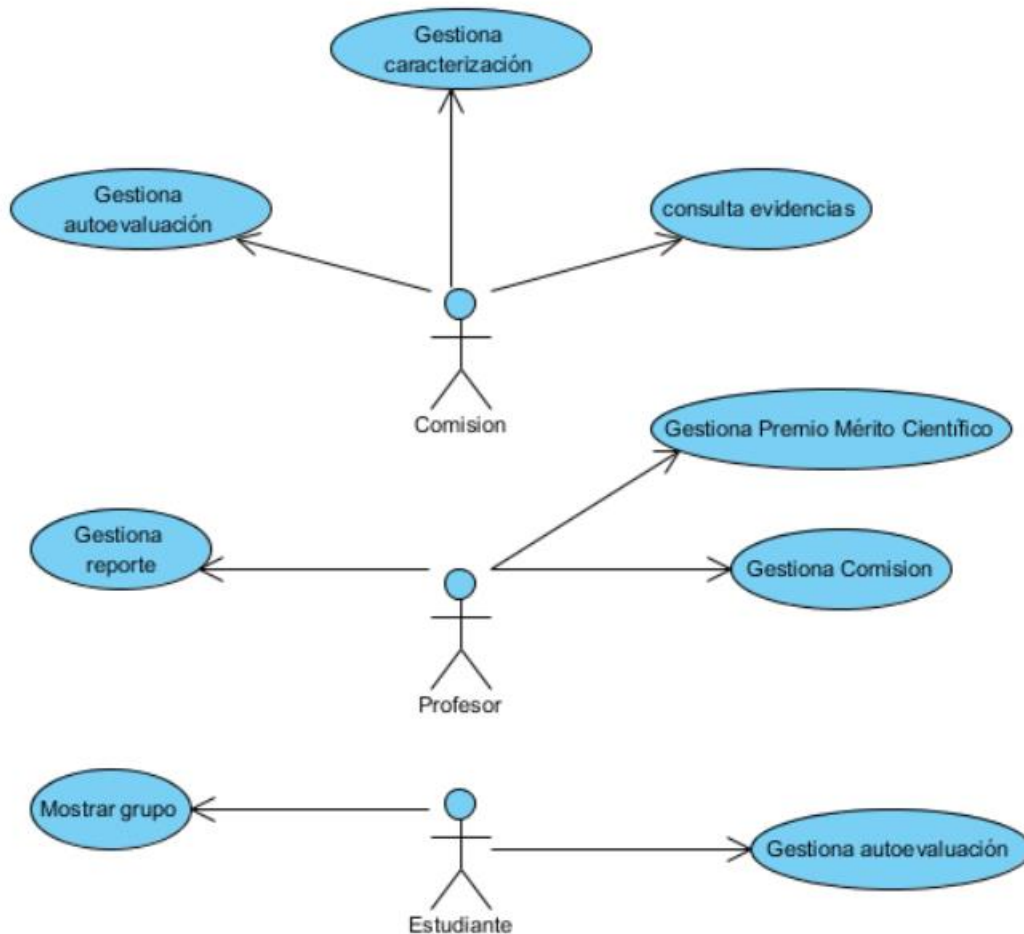 Gestiona
caracterización
Gestiona
autoevaluación
consulta evidencias
Comision
Gestiona Premio Mérito Científico
Gestiona
reporte
Gestiona Comision
Profesor
Mostrar grupo
Gestiona autoevaluación
Estudiante